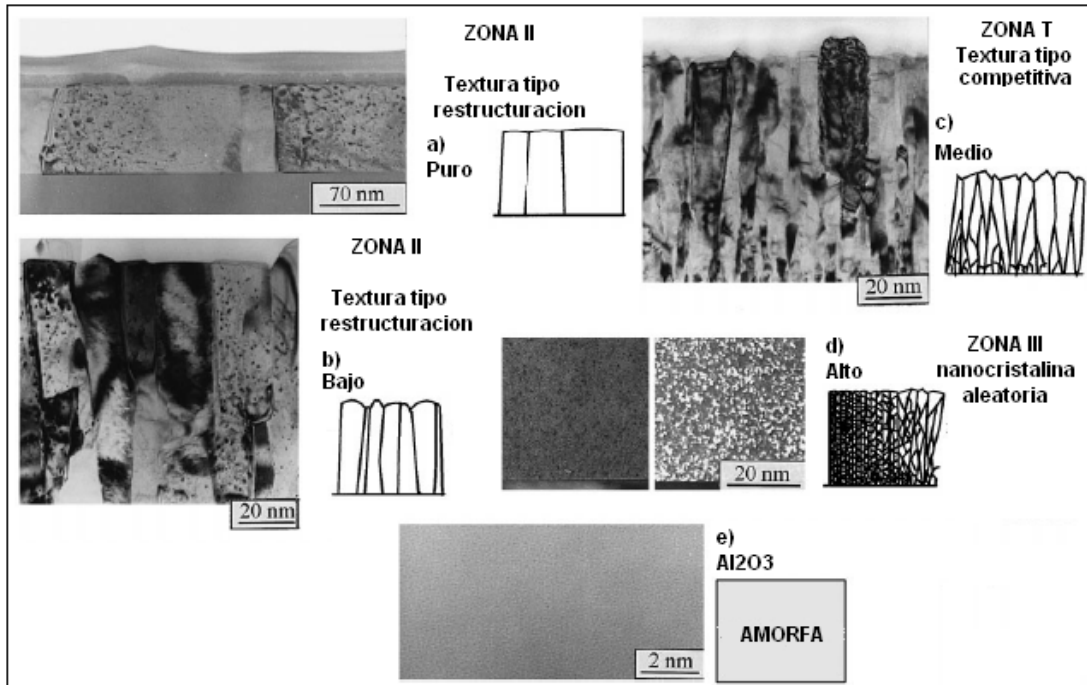 ZONA II
Textura tipo
restructuracion
a)
Puro
70 nm
ZONA T
Textura tipo
competitiva
c)
Medio
20 nm
ZONA II
Textura tipo
restructuracion
b)
Bajo
20 nm
d)
Alto
ZONA III
nanocristalina
aleatoria
20 nm
e)
Al2O3
AMORFA
2 nm